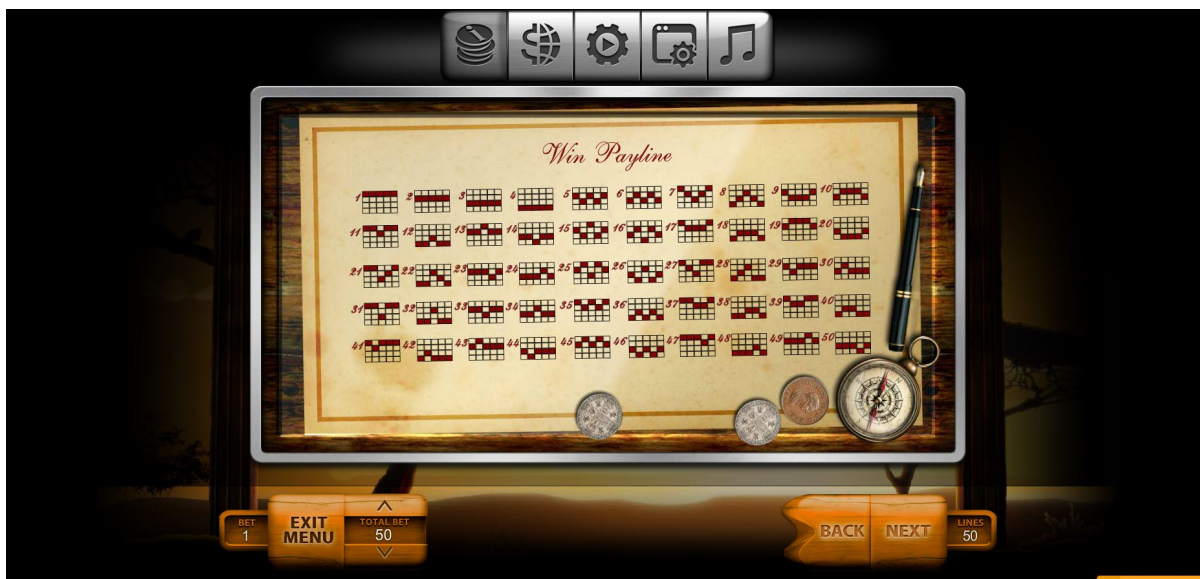 Win Payline
1 2 3 4 5 6 7 8 9 10
11 12 13 14 15 16 17 18 19 20
21 22 23 24 25 26 27 28 29 30
31 32 33 34 35 36 37 38 39 40
41 42 43 44 45 46 47 48 49 50
BET
1
EXIT
MENU
TOTAL BET
50
BACK
NEXT
LINES
50